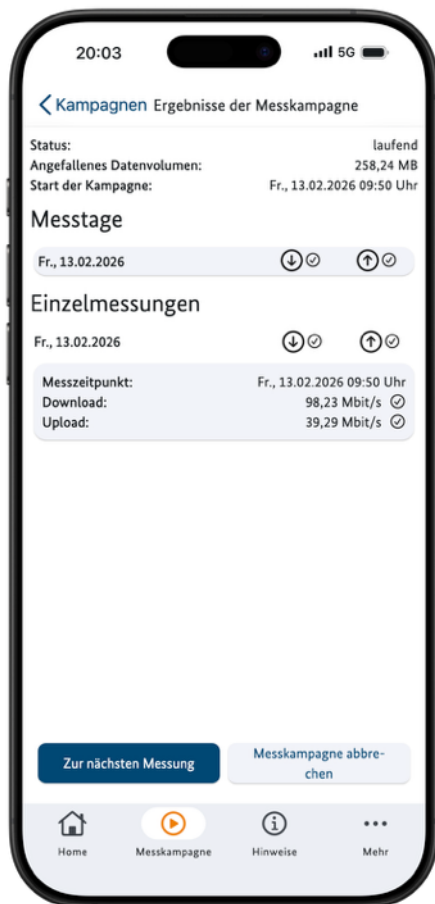 20:03 5G
Kampagnen Ergebnisse der Messkampagne
Status: laufend
Angefallenes Datenvolumen: 258,24 MB
Start der Kampagne: Fr., 13.02.2026 09:50 Uhr
Messtage
Fr., 13.02.2026
Einzelmessungen
Fr., 13.02.2026
Messzeitpunkt: Fr., 13.02.2026 09:50 Uhr
Download: 98,23 Mbit/s
Upload: 39,29 Mbit/s
Zur nächsten Messung
Messkampagne abbre-
chen
Home Messkampagne Hinweise Mehr